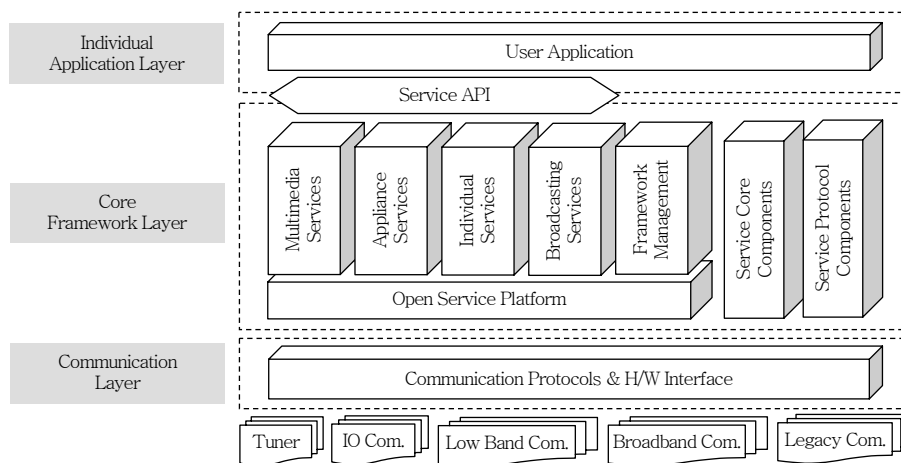 Individual
Application Layer
User Application
Service API
Core
Framework Layer
Multimedia
Services
Appliance
Services
Individual
Services
Broadcasting
Services
Framework
Management
Service Core
Components
Service Protocol
Components
Open Service Platform
Communication
Layer
Communication Protocols & H/W Interface
Tuner
IO Com.
Low Band Com.
Broadband Com.
Legacy Com.